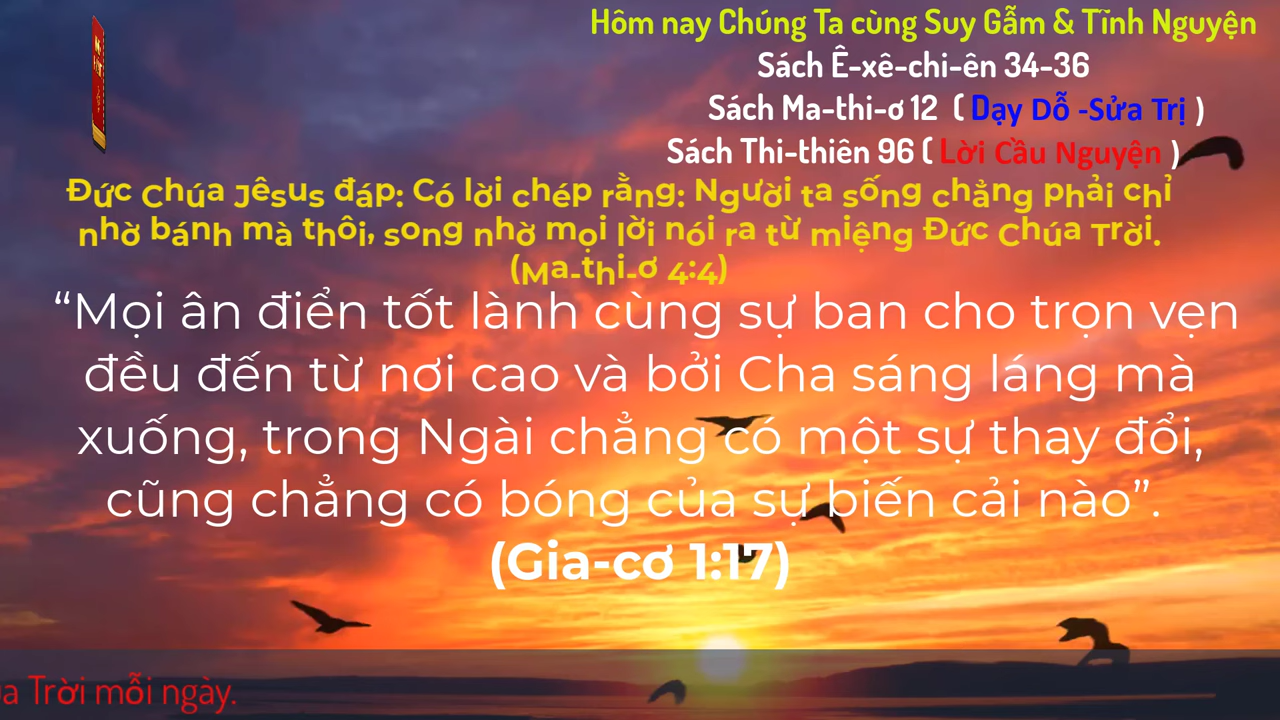 Hôm nay Chúng Ta cùng Suy Gẫm & Tĩnh Nguyện
Sách Ê-xê-chi-ên 34-36
Sách Ma-thi-ơ 12 ( Dạy Dỗ -Sửa Trị )
Sách Thi-thiên 96 ( Lời Cầu Nguyện )
Đức Chúa Jêsus đáp: Có lời chép rằng: Người ta sống chẳng phải chỉ
nhờ bánh mà thôi, song nhờ mọi lời nói ra từ miệng Đức Chúa Trời.
(Ma-thi-ơ 4:4)
“Mọi ân điển tốt lành cùng sự ban cho trọn vẹn
đều đến từ nơi cao và bởi Cha sáng láng mà
xuống, trong Ngài chẳng có một sự thay đổi,
cũng chẳng có bóng của sự biến cải nào”.
(Gia-cơ 1:17)
Trời mỗi ngày.